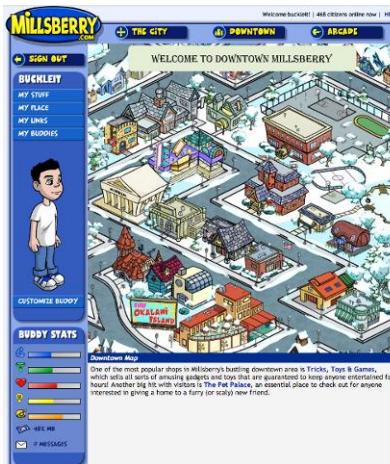 MILLSBERRY
.COM
Welcome buckleit! | 468 citizens online now |
THE CITY
DOWNTOWN
ARCADE
SIGN OUT
BUCKLEIT
MY STUFF
MY PLACE
MY LINKS
MY BUDDIES
CUSTOMIZE BUDDY
BUDDY STATS
MESSAGES
WELCOME TO DOWNTOWN MILLSBERRY
OKALANI
ISLAND
Downtown Map
One of the most popular shops in Millsberry's bustling downtown area is Tricks, Toys & Games,
which sells all sorts of amusing gadgets and toys that are guaranteed to keep anyone entertained fo
hours! Another big hit with visitors is The Pet Palace, an essential place to check out for anyone
interested in giving a home to a furry (or scaly) new friend.